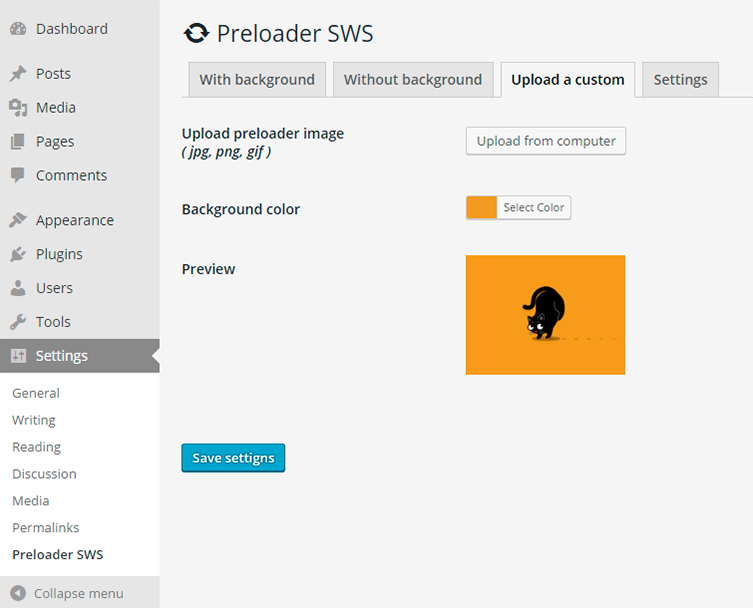 Dashboard
Posts
Media
Pages
Comments
Appearance
Plugins
Users
Tools
Settings
General
Writing
Reading
Discussion
Media
Permalinks
Preloader SWS
Collapse menu
Preloader SWS
With background
Without background
Upload a custom
Settings
Upload preloader image
( jpg, png, gif )
Upload from computer
Background color
Select Color
Preview
Save settigns